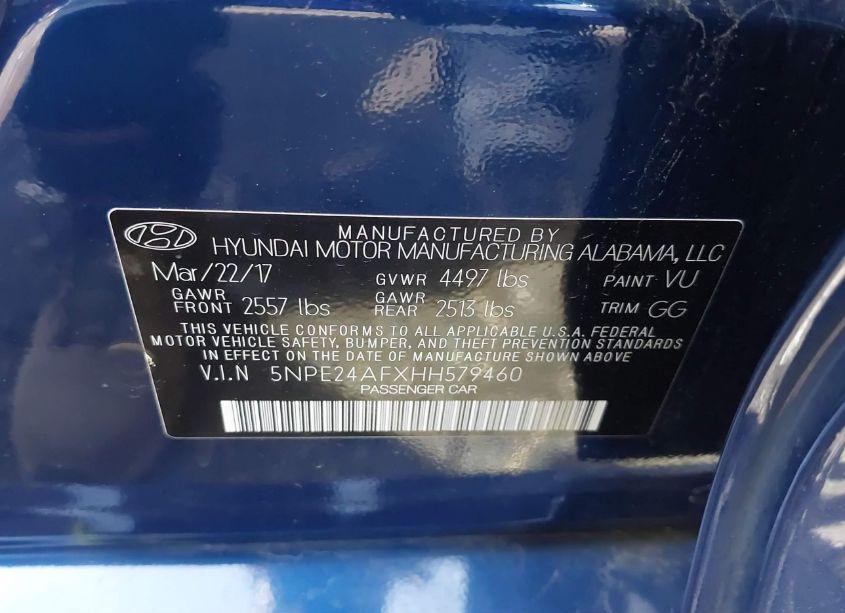 MANUFACTURED BY
HYUNDAI MOTOR MANUFACTURING ALABAMA, LLC
Mar/22/17 GVWR 4497 lbs PAINT VU
GAWR FRONT 2557 lbs GAWR REAR 2513 lbs TRIM GG
THIS VEHICLE CONFORMS TO ALL APPLICABLE U.S.A. FEDERAL
MOTOR VEHICLE SAFETY, BUMPER, AND THEFT PREVENTION STANDARDS
IN EFFECT ON THE DATE OF MANUFACTURE SHOWN ABOVE
V.I.N 5NPE24AFXHH579460
PASSENGER CAR